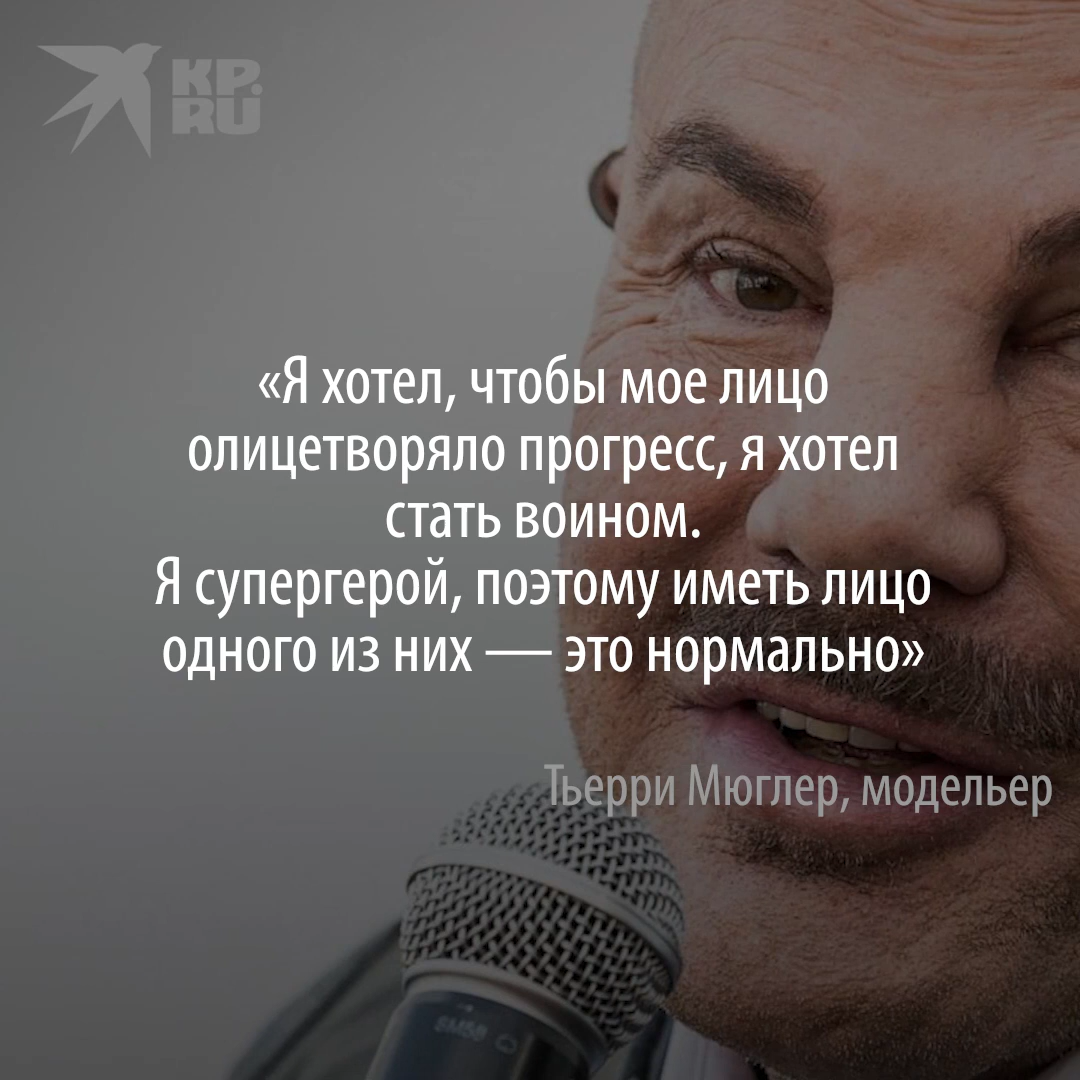 KP.
RU
«Я хотел, чтобы мое лицо
олицетворяло прогресс, я хотел
стать воином.
Я супергерой, поэтому иметь лицо
одного из них — это нормально»
Тьерри Мюглер, модельер
SM58